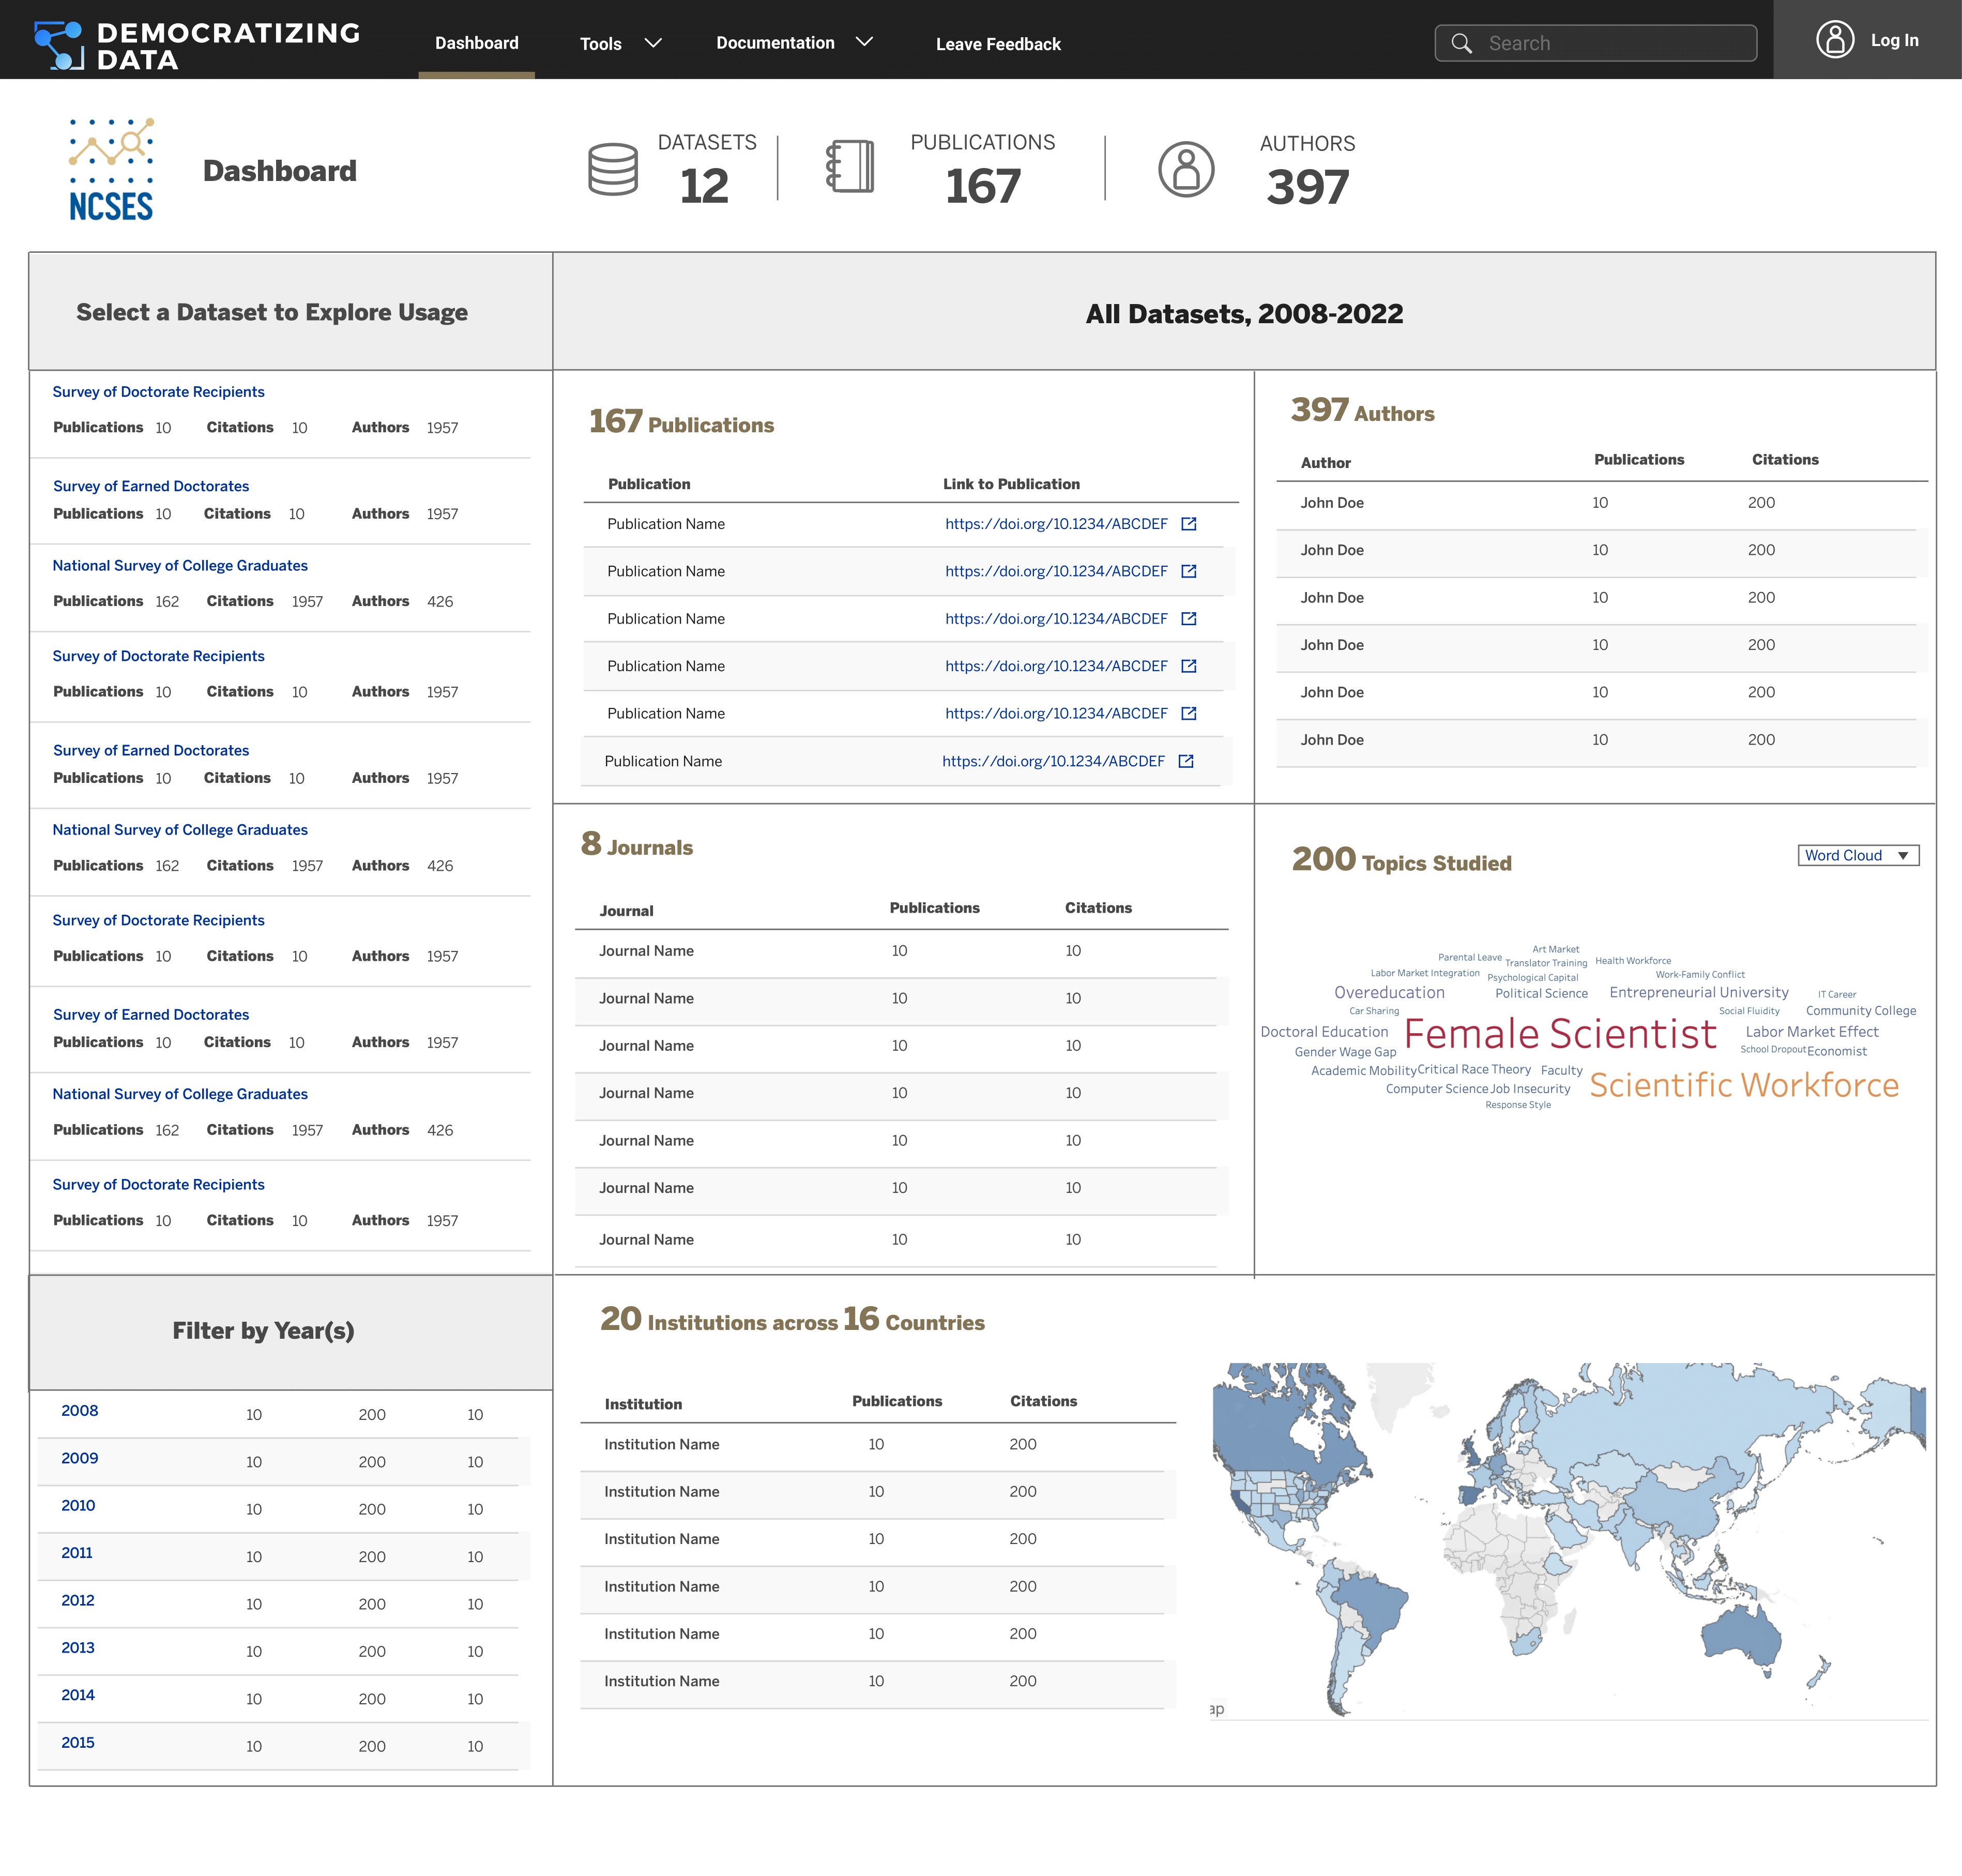 DEMOCRATIZING
DATA
Dashboard Tools Documentation Leave Feedback Search Log In
NCSES
Dashboard
DATASETS
12
PUBLICATIONS
167
AUTHORS
397
Select a Dataset to Explore Usage
Survey of Doctorate Recipients
Publications 10 Citations 10 Authors 1957
Survey of Earned Doctorates
Publications 10 Citations 10 Authors 1957
National Survey of College Graduates
Publications 162 Citations 1957 Authors 426
Survey of Doctorate Recipients
Publications 10 Citations 10 Authors 1957
Survey of Earned Doctorates
Publications 10 Citations 10 Authors 1957
National Survey of College Graduates
Publications 162 Citations 1957 Authors 426
Survey of Doctorate Recipients
Publications 10 Citations 10 Authors 1957
Survey of Earned Doctorates
Publications 10 Citations 10 Authors 1957
National Survey of College Graduates
Publications 162 Citations 1957 Authors 426
Survey of Doctorate Recipients
Publications 10 Citations 10 Authors 1957
Filter by Year(s)
2008 10 200 10
2009 10 200 10
2010 10 200 10
2011 10 200 10
2012 10 200 10
2013 10 200 10
2014 10 200 10
2015 10 200 10
All Datasets, 2008-2022
167 Publications
Publication Link to Publication
Publication Name https://doi.org/10.1234/ABCDEF
Publication Name https://doi.org/10.1234/ABCDEF
Publication Name https://doi.org/10.1234/ABCDEF
Publication Name https://doi.org/10.1234/ABCDEF
Publication Name https://doi.org/10.1234/ABCDEF
Publication Name https://doi.org/10.1234/ABCDEF
397 Authors
Author Publications Citations
John Doe 10 200
John Doe 10 200
John Doe 10 200
John Doe 10 200
John Doe 10 200
John Doe 10 200
8 Journals
Journal Publications Citations
Journal Name 10 10
Journal Name 10 10
Journal Name 10 10
Journal Name 10 10
Journal Name 10 10
Journal Name 10 10
Journal Name 10 10
200 Topics Studied
Word Cloud
Art Market
Parental Leave Translator Training Health Workforce
Labor Market Integration Psychological Capital Work-Family Conflict
Overeducation Political Science Entrepreneurial University IT Career
Car Sharing Social Fluidity Community College
Doctoral Education Female Scientist Labor Market Effect
Gender Wage Gap School Dropout Economist
Academic Mobility Critical Race Theory Faculty
Computer Science Job Insecurity Scientific Workforce
Response Style
20 Institutions across 16 Countries
Institution Publications Citations
Institution Name 10 200
Institution Name 10 200
Institution Name 10 200
Institution Name 10 200
Institution Name 10 200
Institution Name 10 200
ap